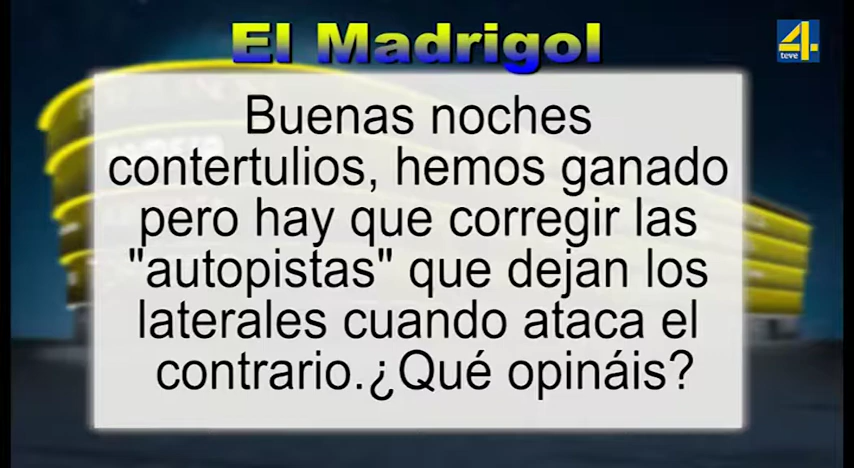 El Madrigol
4
teve
Buenas noches
contertulios, hemos ganado
pero hay que corregir las
"autopistas" que dejan los
laterales cuando ataca el
contrario.¿Qué opináis?